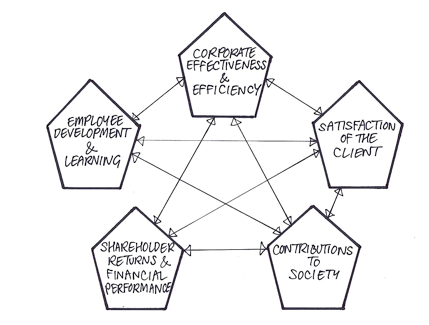 CORPORATE
EFFECTIVENESS
&
EFFICIENCY
EMPLOYEE
DEVELOPMENT
&
LEARNING
SATISFACTION
OF THE
CLIENT
SHAREHOLDER
RETURNS &
FINANCIAL
PERFORMANCE
CONTRIBUTIONS
TO
SOCIETY